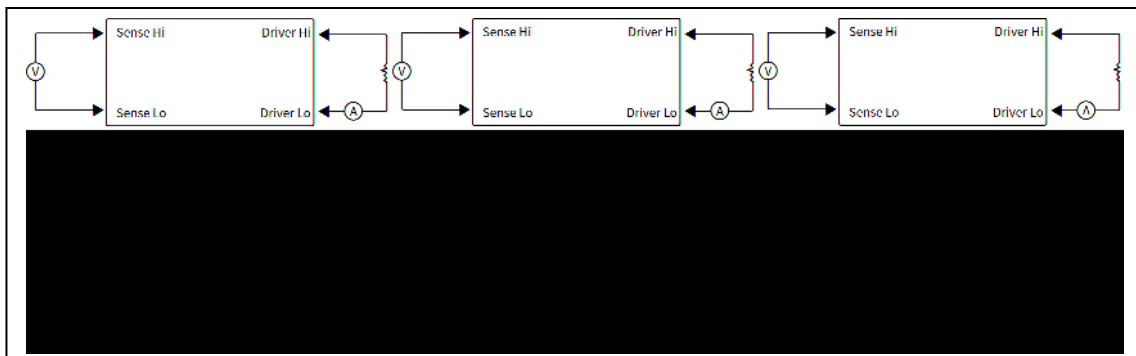 Sense Hi Driver Hi Sense Hi Driver Hi Sense Hi Driver Hi
V V V
Sense Lo Driver Lo A Sense Lo Driver Lo A Sense Lo Driver Lo A